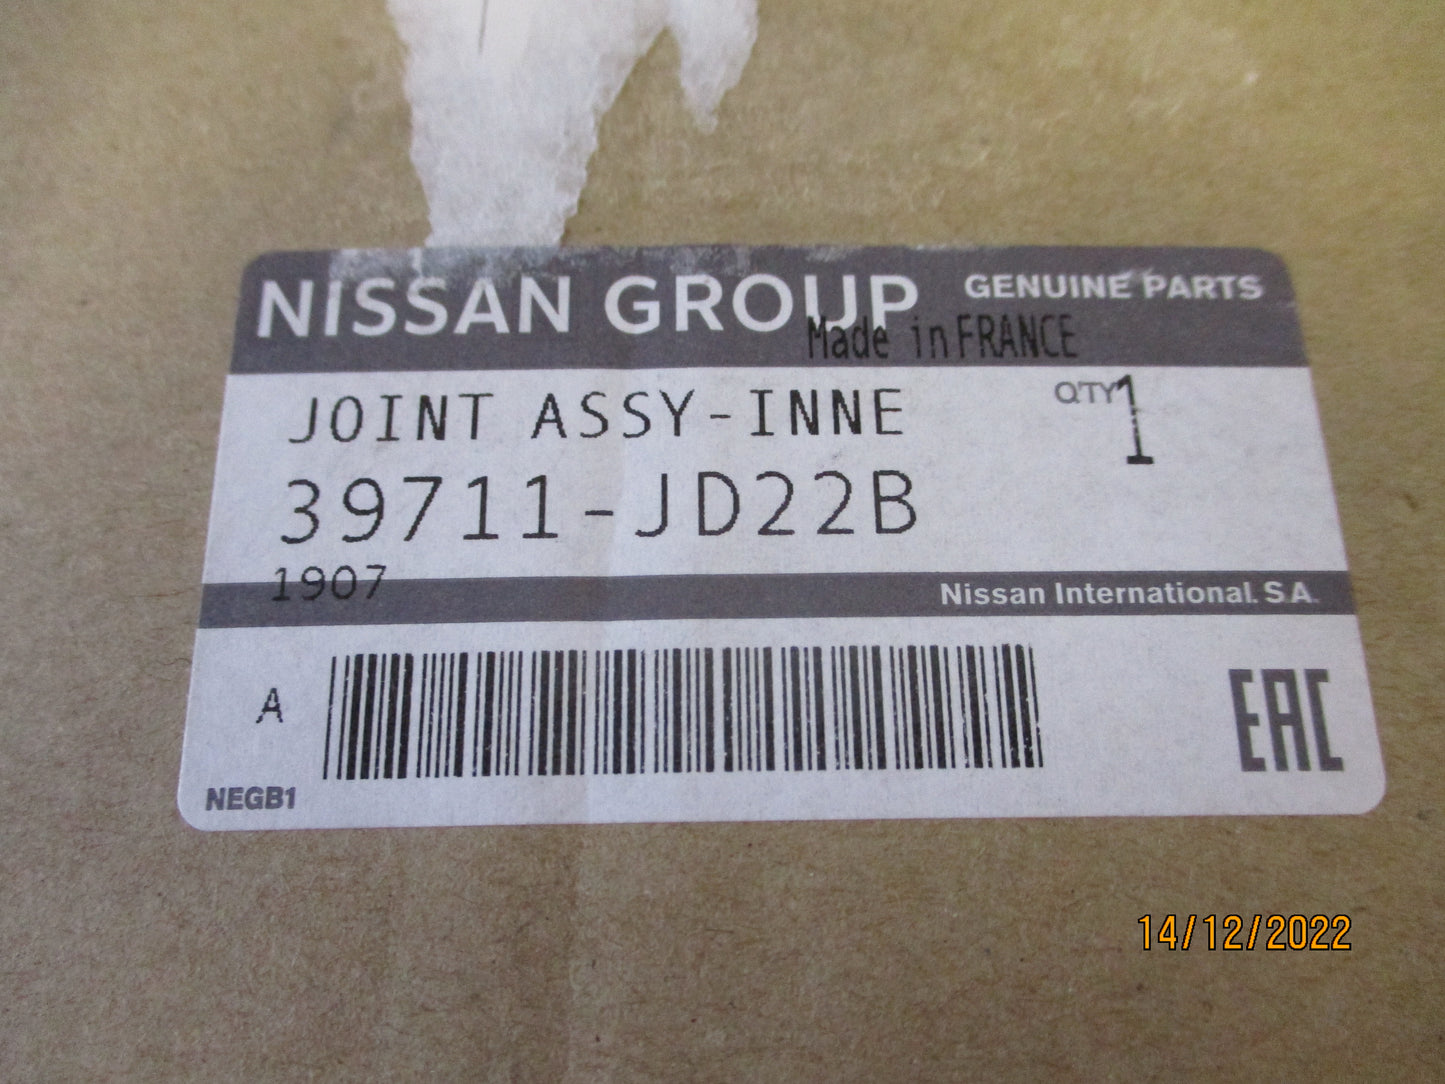 NISSAN GROUP GENUINE PARTS
Made in FRANCE
JOINT ASSY-INNE Q'TY 1
39711-JD22B
1907
Nissan International. S.A.
A
EAC
NEGB1
14/12/2022